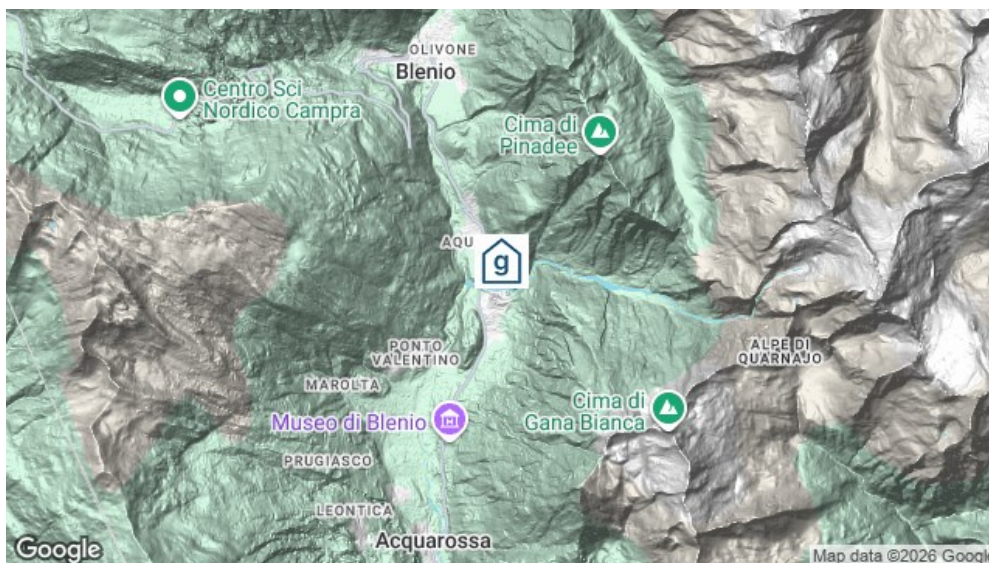 OLIVONE
Blenio
Centro Sci
Nordico Campra
Cima di
Pinadee
AQU
g
PONTO
VALENTINO
MAROLTA
ALPE DI
QUARNAJO
Cima di
Gana Bianca
Museo di Blenio
PRUGIASCO
LEONTICA
Acquarossa
Google
Map data ©2026 Google